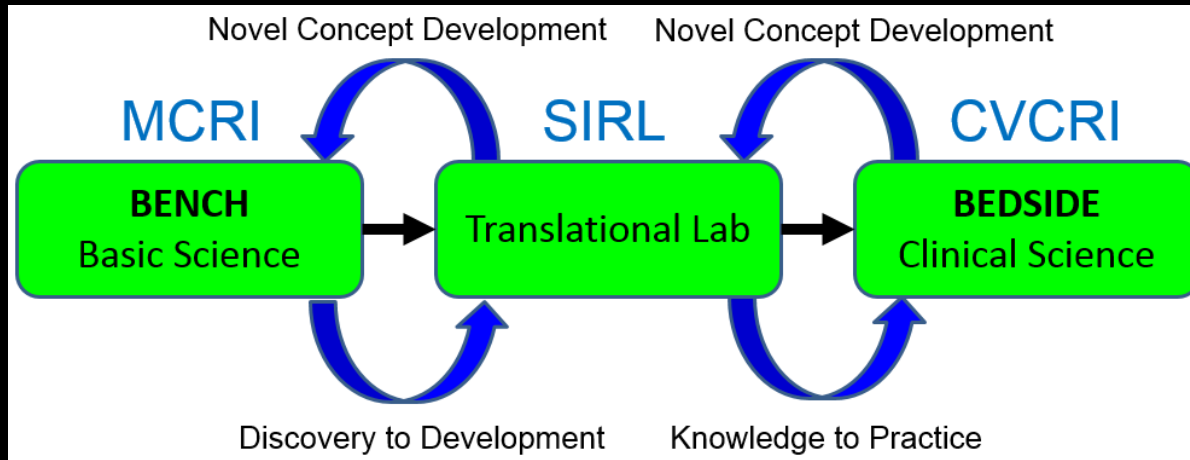 Novel Concept Development
Novel Concept Development
MCRI
SIRL
CVCRI
BENCH
Basic Science
Translational Lab
BEDSIDE
Clinical Science
Discovery to Development
Knowledge to Practice